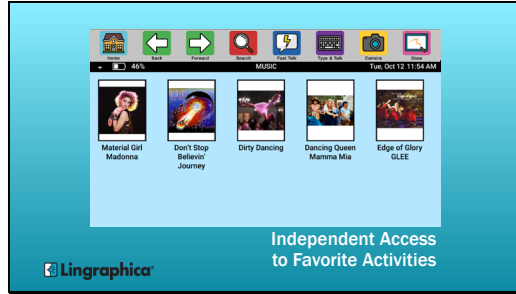 Home Back Forward Search Fast Talk Type & Talk Camera Draw
46% MUSIC Tue, Oct 12 11:54 AM
Material Girl
Madonna
Don't Stop
Believin'
Journey
Dirty Dancing
Dancing Queen
Mamma Mia
Edge of Glory
GLEE
Independent Access
to Favorite Activities
Lingraphica